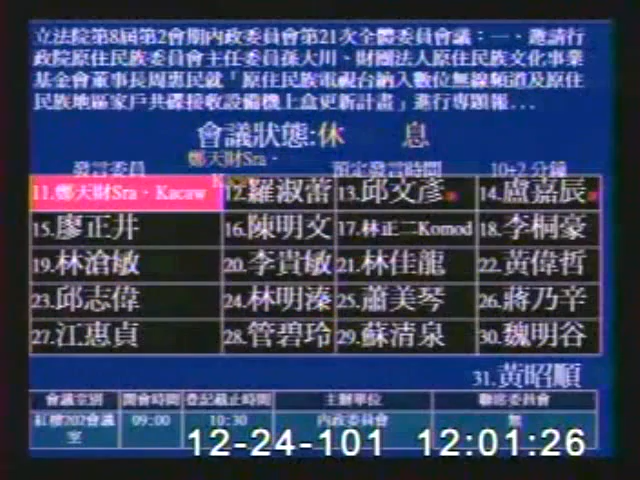 立法院第8屆第2會期內政委員會第21次全體委員會議：一、邀請行
政院原住民族委員會主任委員孫大川、財團法人原住民族文化事業
基金會董事長周惠民就「原住民族電視台納入數位無線頻道及原住
民族地區家戶共碟接收設備機上盒更新計畫」進行專題報...
會議狀態:休 息
發言委員 鄭天財Sra． 預定發言時間 10+2 分鐘
11.鄭天財Sra．Kacaw 12.羅淑蕾 13.邱文彥 14.盧嘉辰
15.廖正井 16.陳明文 17.林正二Komod 18.李桐豪
19.林滄敏 20.李貴敏 21.林佳龍 22.黃偉哲
23.邱志偉 24.林明溱 25.蕭美琴 26.蔣乃辛
27.江惠貞 28.管碧玲 29.蘇清泉 30.魏明谷
31.黃昭順
會議室別 開會時間 登記截止時間 主辦單位 聯席委員會
紅樓202會議室 09:00 10:30 內政委員會 無
12-24-101 12:01:26